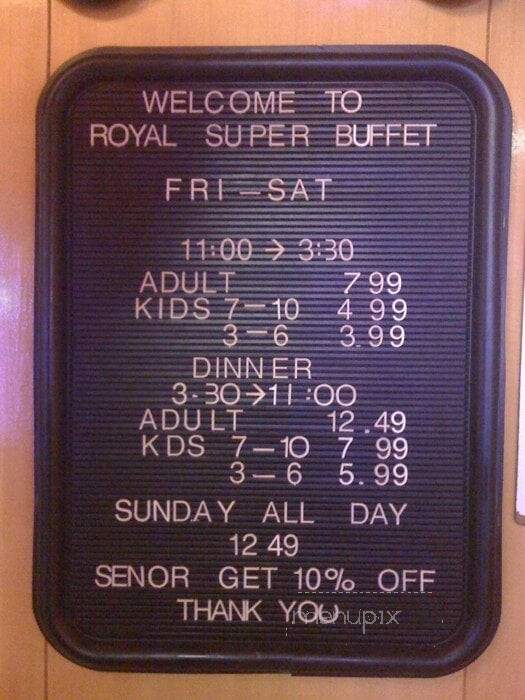 WELCOME TO
ROYAL SUPER BUFFET
FRI — SAT
11:00 → 3:30
ADULT 7 99
KIDS 7 — 10 4 99
3 — 6 3.99
DINNER
3-30 → 11:00
ADULT 12.49
K DS 7 — 10 7 99
3 — 6 5.99
SUNDAY ALL DAY
12 49
SENOR GET 10% OFF
THANK YOU
menupix